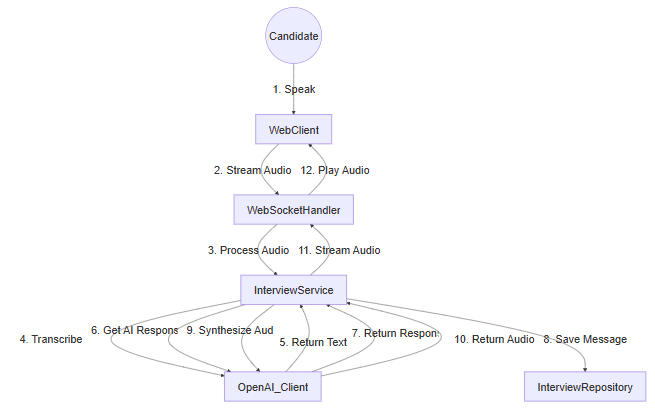 Candidate
1. Speak
WebClient
2. Stream Audio
12. Play Audio
WebSocketHandler
3. Process Audio
11. Stream Audio
InterviewService
4. Transcribe
6. Get AI Respons
9. Synthesize Aud
5. Return Text
7. Return Respon
10. Return Audio
8. Save Message
OpenAI_Client
InterviewRepository